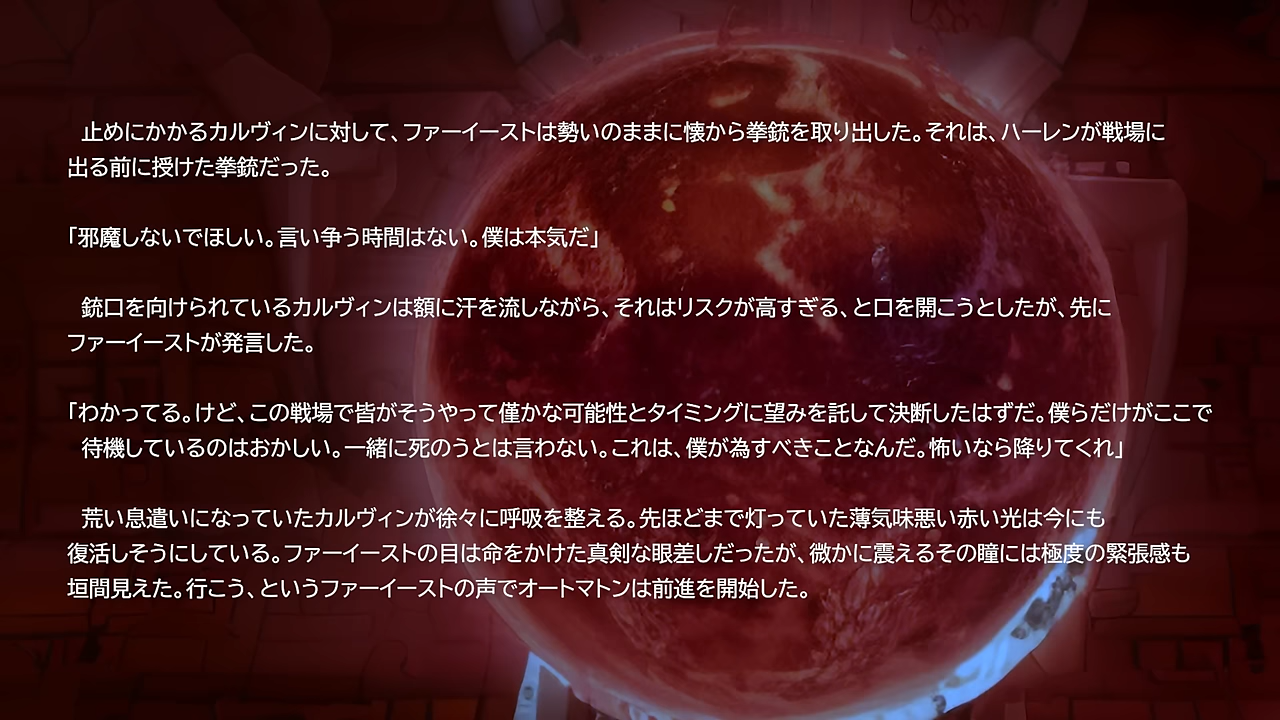 止めにかかるカルヴィンに対して、ファーイーストは勢いのままに懐から拳銃を取り出した。それは、ハーレンが戦場に
出る前に授けた拳銃だった。
「邪魔しないでほしい。言い争う時間はない。僕は本気だ」
銃口を向けられているカルヴィンは額に汗を流しながら、それはリスクが高すぎる、と口を開こうとしたが、先に
ファーイーストが発言した。
「わかってる。けど、この戦場で皆がそうやって僅かな可能性とタイミングに望みを託して決断したはずだ。僕らだけがここで
待機しているのはおかしい。一緒に死のうとは言わない。これは、僕が為すべきことなんだ。怖いなら降りてくれ」
荒い息遣いになっていたカルヴィンが徐々に呼吸を整える。先ほどまで灯っていた薄気味悪い赤い光は今にも
復活しそうにしている。ファーイーストの目は命をかけた真剣な眼差しだったが、微かに震えるその瞳には極度の緊張感も
垣間見えた。行こう、というファーイーストの声でオートマトンは前進を開始した。